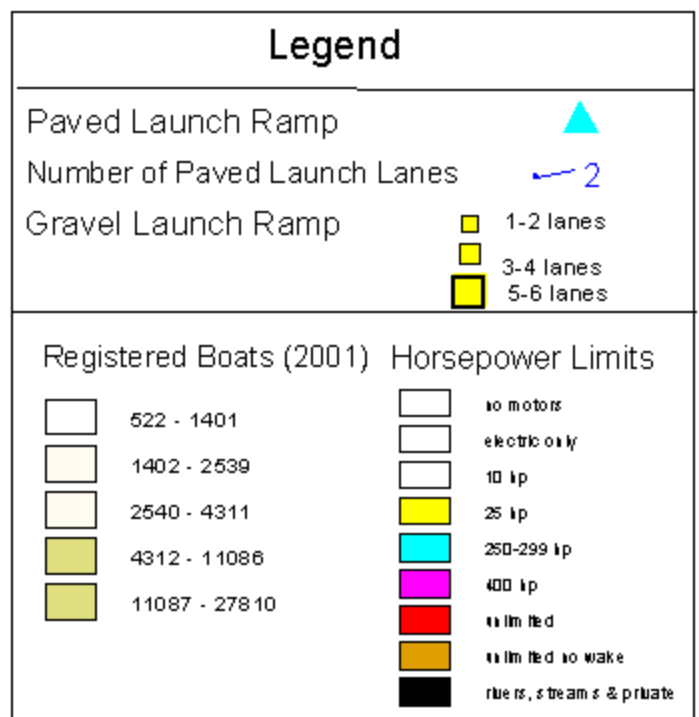 Legend
Paved Launch Ramp
Number of Paved Launch Lanes 2
Gravel Launch Ramp
1-2 lanes
3-4 lanes
5-6 lanes
Registered Boats (2001)
522 - 1401
1402 - 2539
2540 - 4311
4312 - 11086
11087 - 27810
Horsepower Limits
no motors
electric only
10 hp
25 hp
250-299 hp
400 hp
unlimited
unlimited no wake
rivers, streams & private